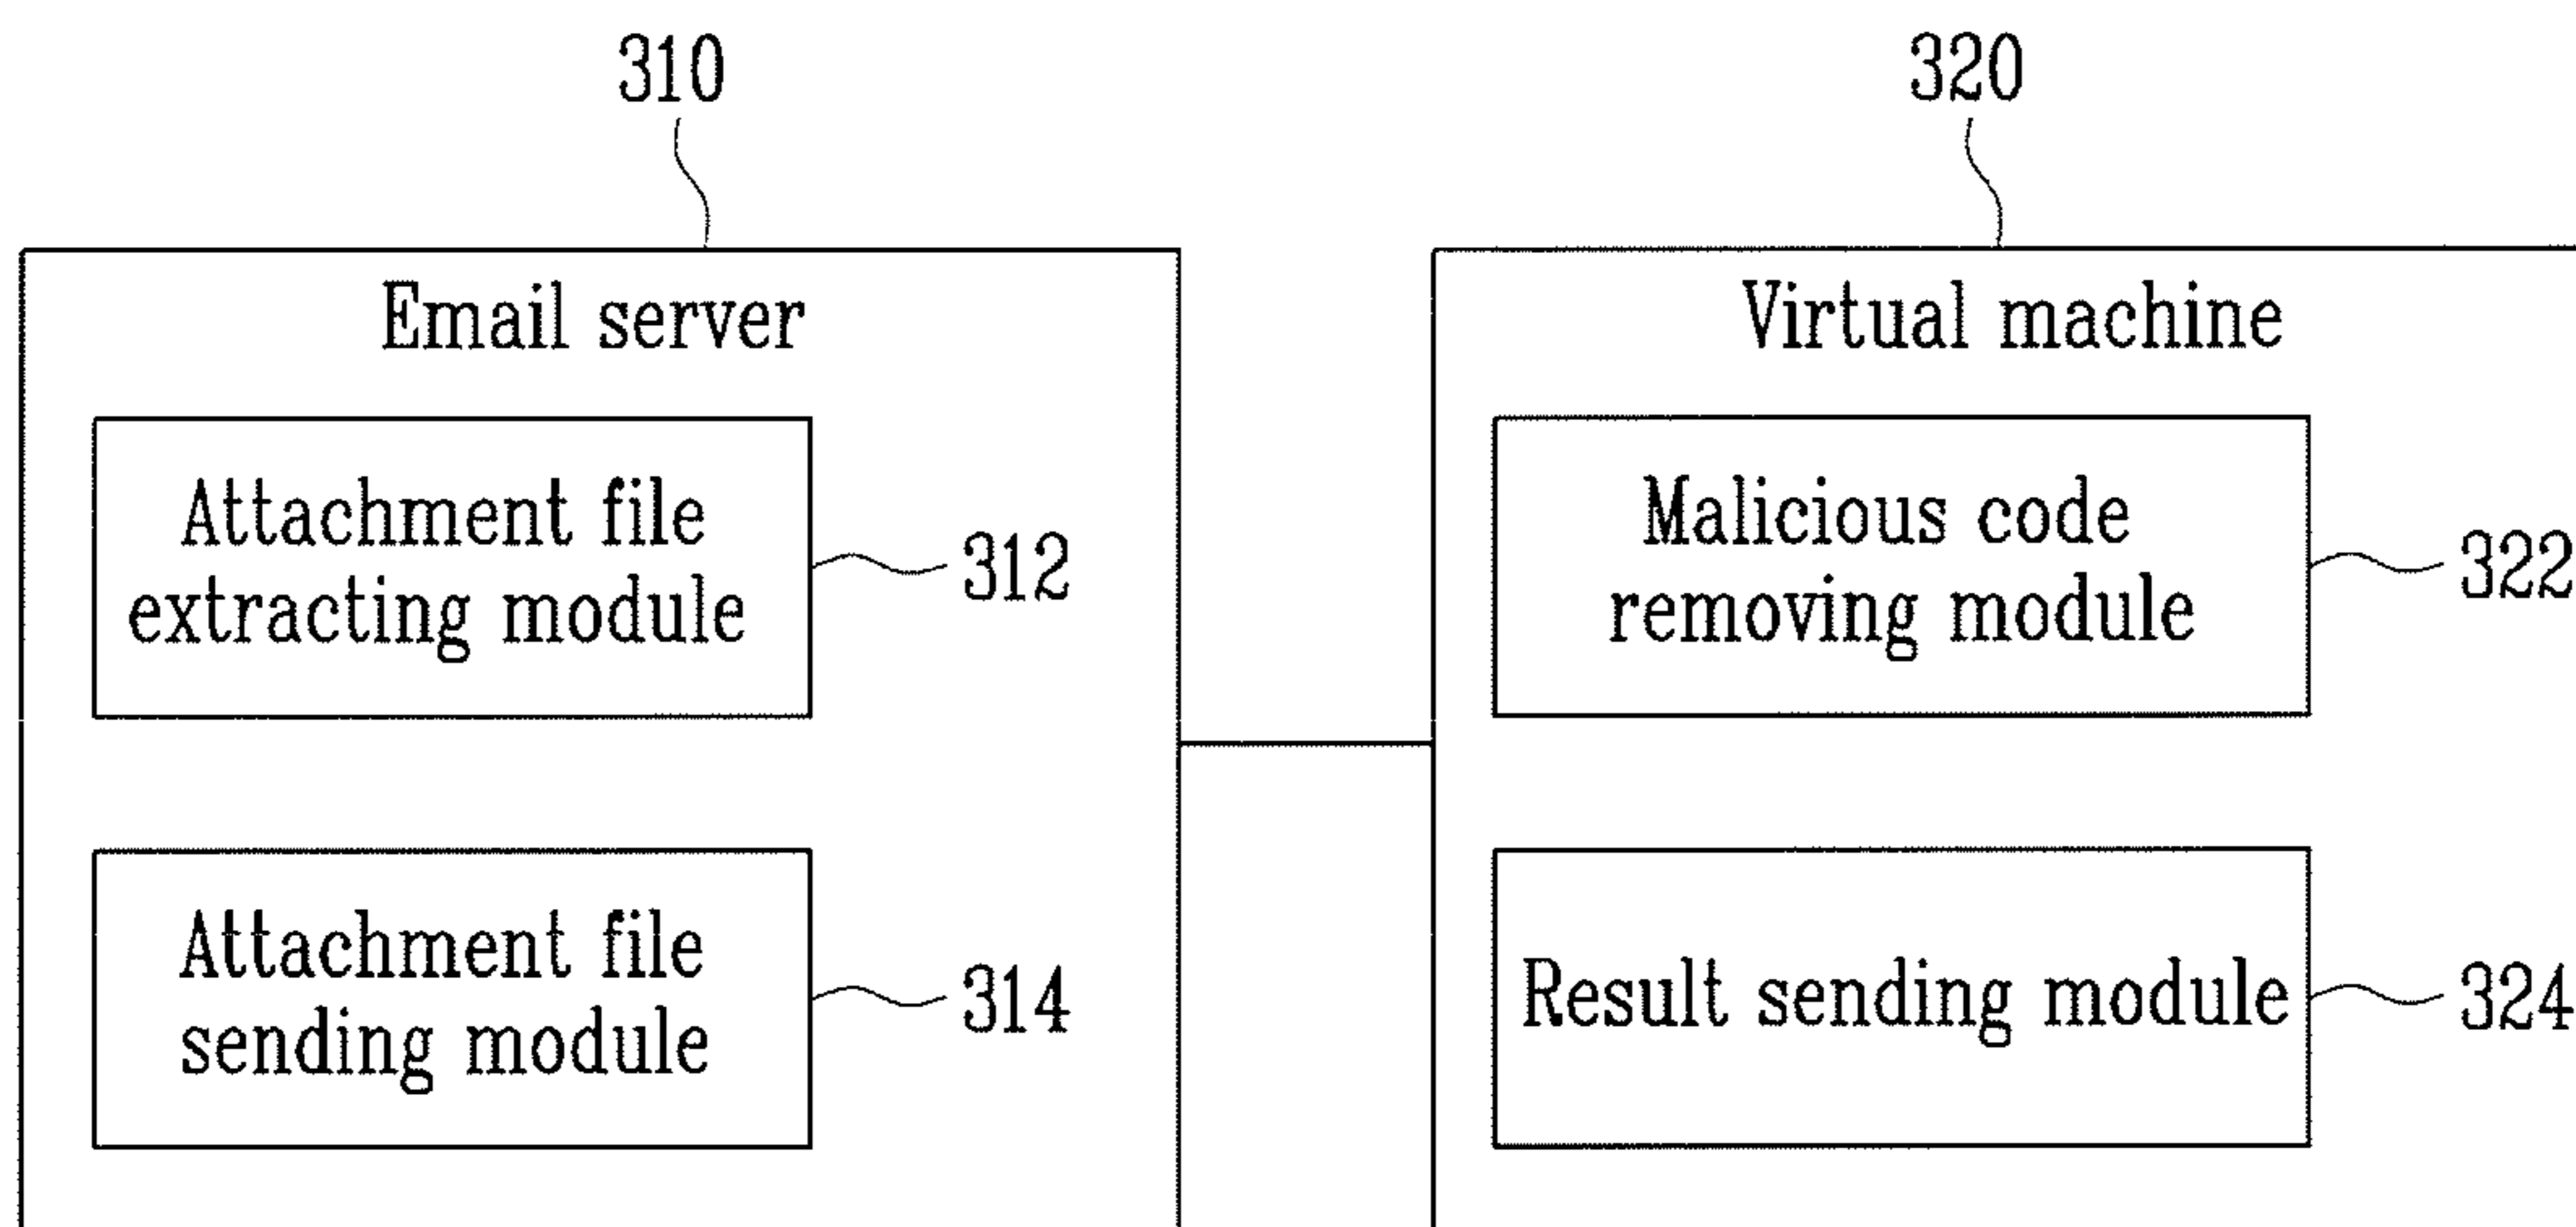 310
320
Email server
Virtual machine
Attachment file
extracting module
312
Malicious code
removing module
322
Attachment file
sending module
314
Result sending module
324